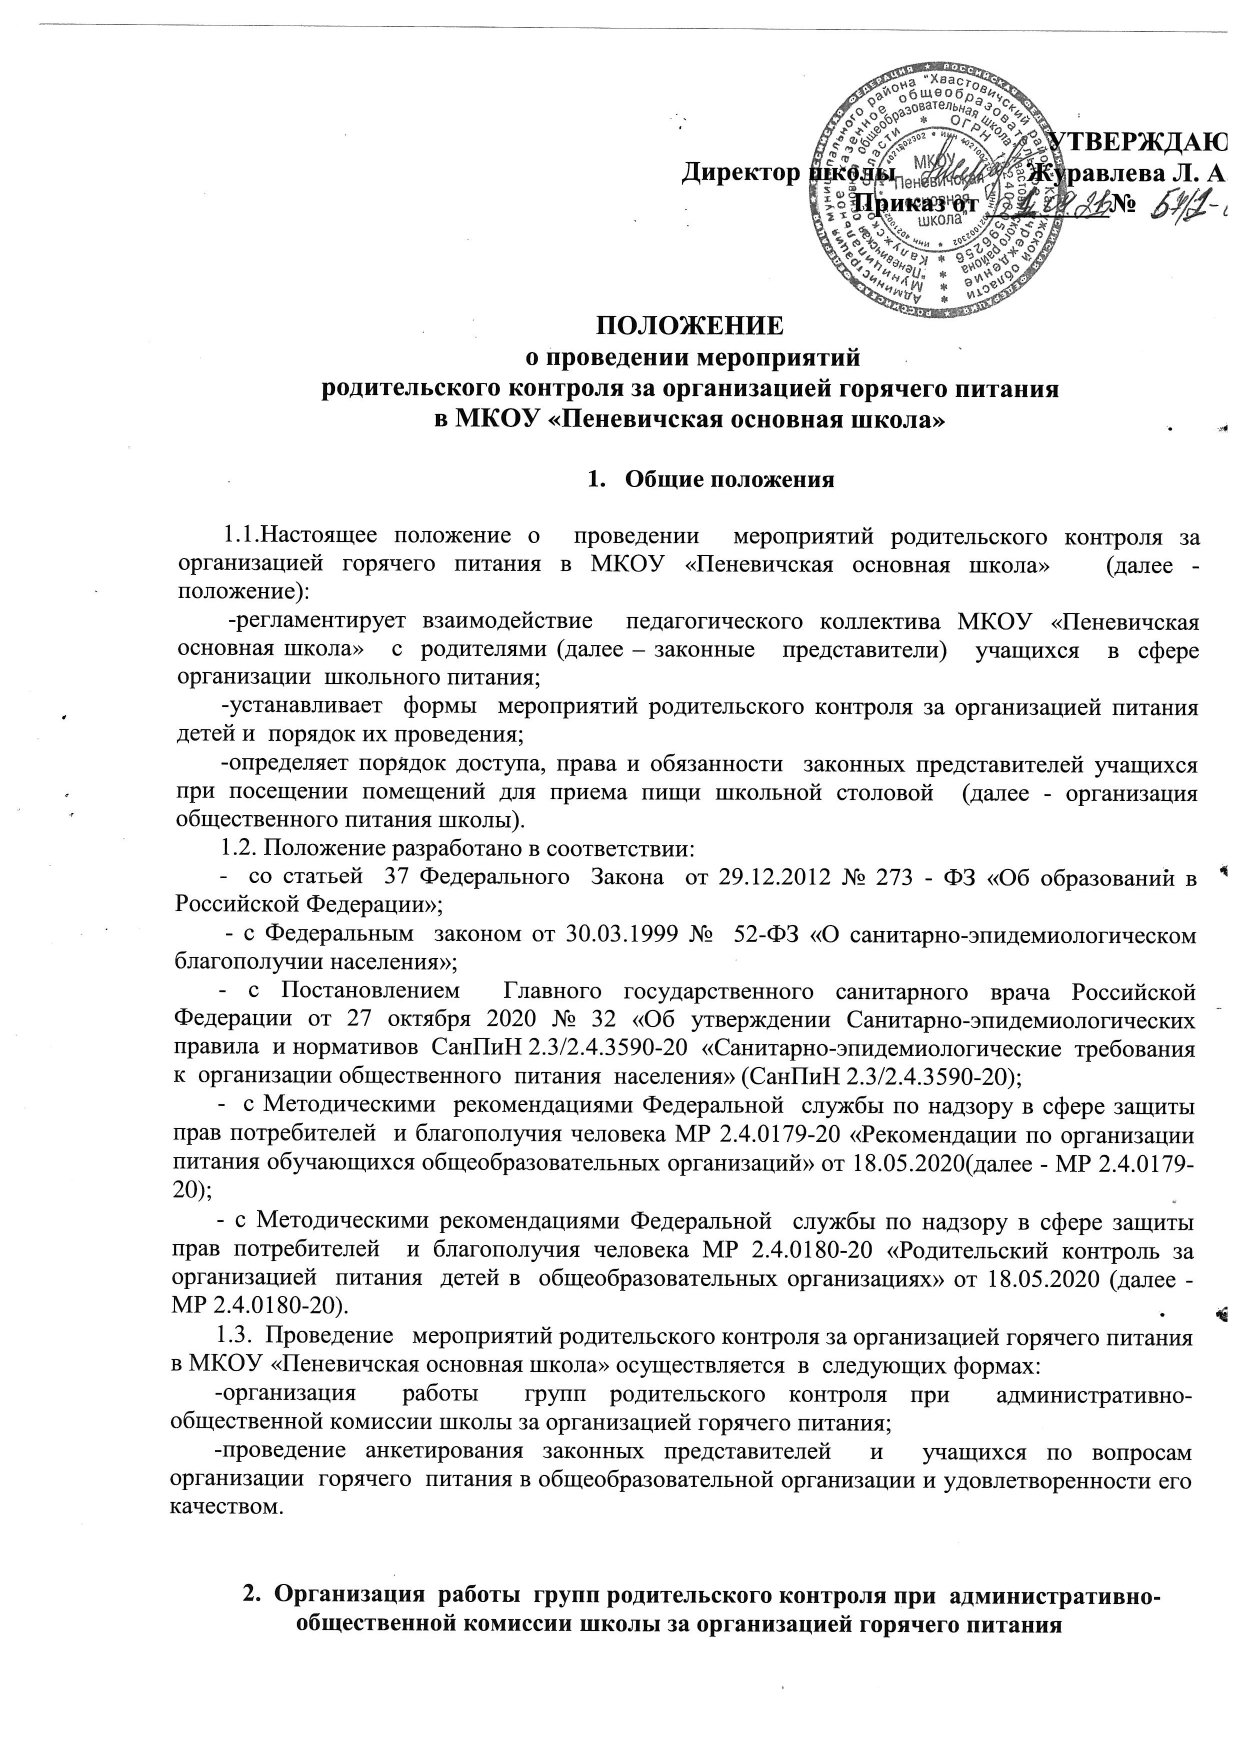 УТВЕРЖДАЮ
Директор школы Журавлева Л. А
Приказ от №
МКОУ
"Пеневичская
основная
школа"
ПОЛОЖЕНИЕ
о проведении мероприятий
родительского контроля за организацией горячего питания
в МКОУ «Пеневичская основная школа»
1. Общие положения
1.1.Настоящее положение о проведении мероприятий родительского контроля за
организацией горячего питания в МКОУ «Пеневичская основная школа» (далее -
положение):
-регламентирует взаимодействие педагогического коллектива МКОУ «Пеневичская
основная школа» с родителями (далее – законные представители) учащихся в сфере
организации школьного питания;
-устанавливает формы мероприятий родительского контроля за организацией питания
детей и порядок их проведения;
-определяет порядок доступа, права и обязанности законных представителей учащихся
при посещении помещений для приема пищи школьной столовой (далее - организация
общественного питания школы).
1.2. Положение разработано в соответствии:
- со статьей 37 Федерального Закона от 29.12.2012 № 273 - ФЗ «Об образовании в
Российской Федерации»;
- с Федеральным законом от 30.03.1999 № 52-ФЗ «О санитарно-эпидемиологическом
благополучии населения»;
- с Постановлением Главного государственного санитарного врача Российской
Федерации от 27 октября 2020 № 32 «Об утверждении Санитарно-эпидемиологических
правила и нормативов СанПиН 2.3/2.4.3590-20 «Санитарно-эпидемиологические требования
к организации общественного питания населения» (СанПиН 2.3/2.4.3590-20);
- с Методическими рекомендациями Федеральной службы по надзору в сфере защиты
прав потребителей и благополучия человека МР 2.4.0179-20 «Рекомендации по организации
питания обучающихся общеобразовательных организаций» от 18.05.2020(далее - МР 2.4.0179-
20);
- с Методическими рекомендациями Федеральной службы по надзору в сфере защиты
прав потребителей и благополучия человека МР 2.4.0180-20 «Родительский контроль за
организацией питания детей в общеобразовательных организациях» от 18.05.2020 (далее -
МР 2.4.0180-20).
1.3. Проведение мероприятий родительского контроля за организацией горячего питания
в МКОУ «Пеневичская основная школа» осуществляется в следующих формах:
-организация работы групп родительского контроля при административно-
общественной комиссии школы за организацией горячего питания;
-проведение анкетирования законных представителей и учащихся по вопросам
организации горячего питания в общеобразовательной организации и удовлетворенности его
качеством.
2. Организация работы групп родительского контроля при административно-
общественной комиссии школы за организацией горячего питания